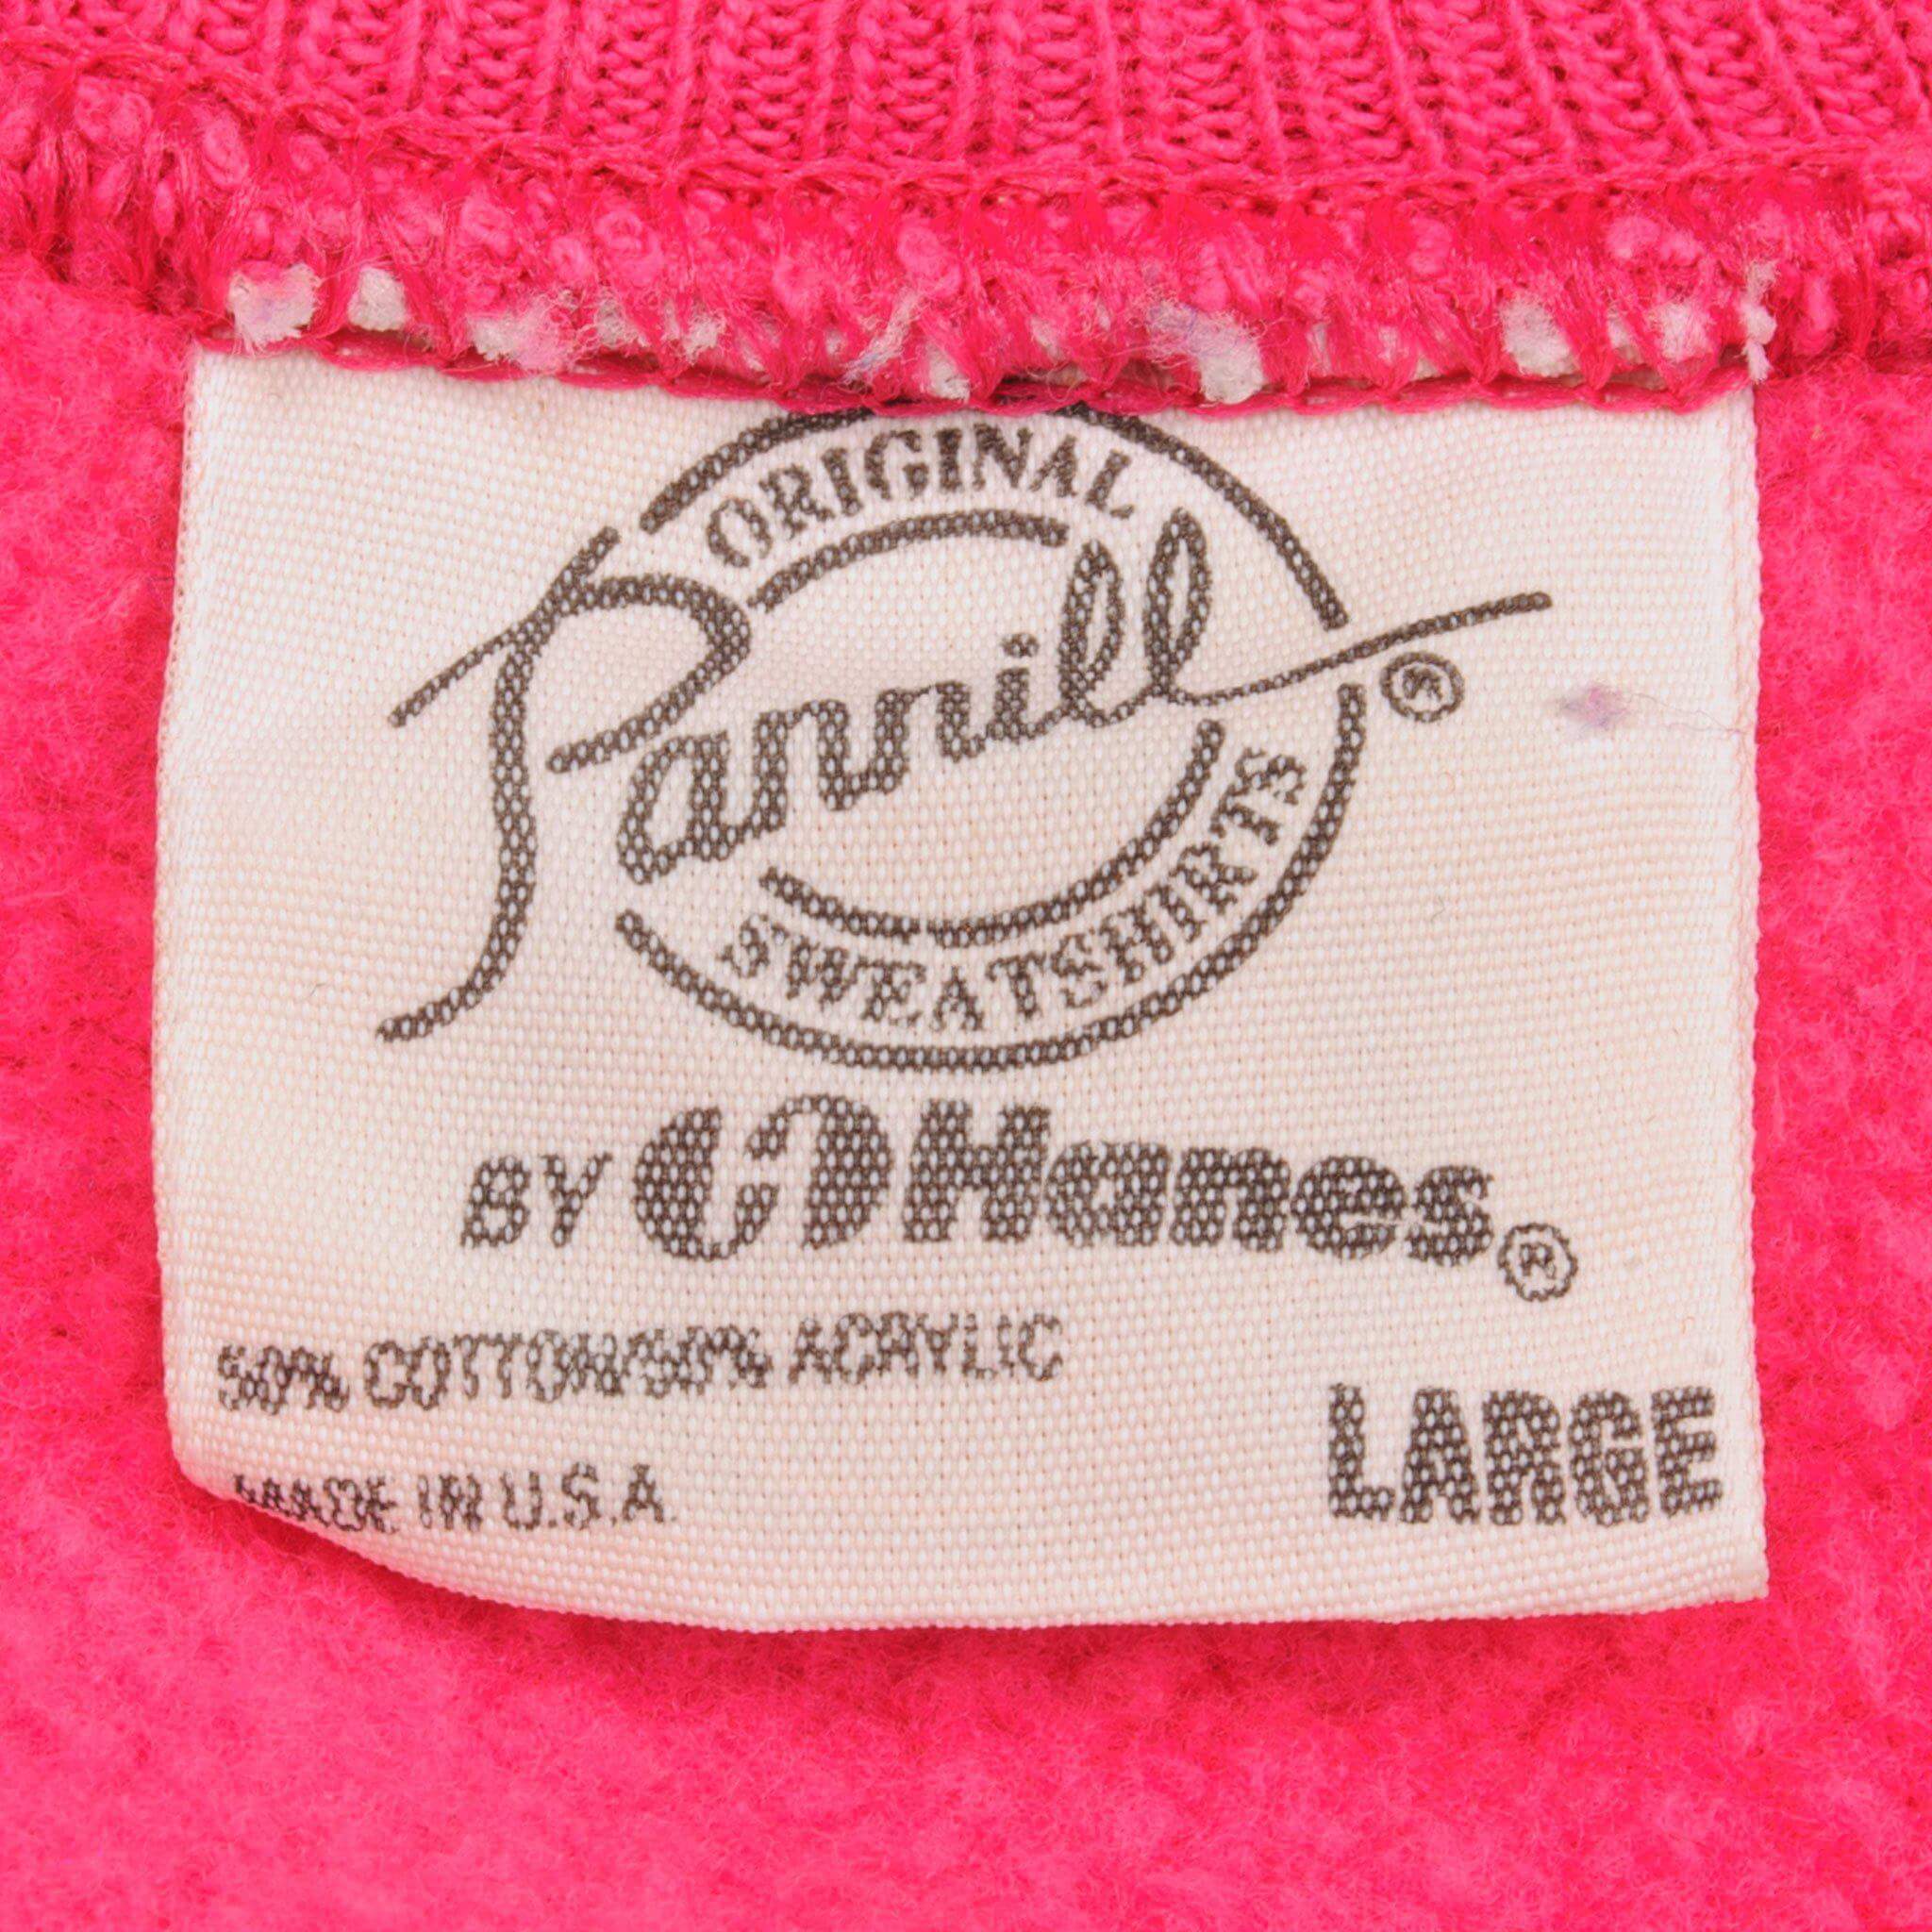 ORIGINAL
Pannill ®
SWEATSHIRTS
BY Hanes®
50% COTTON/50% ACRYLIC
LARGE
MADE IN U.S.A.